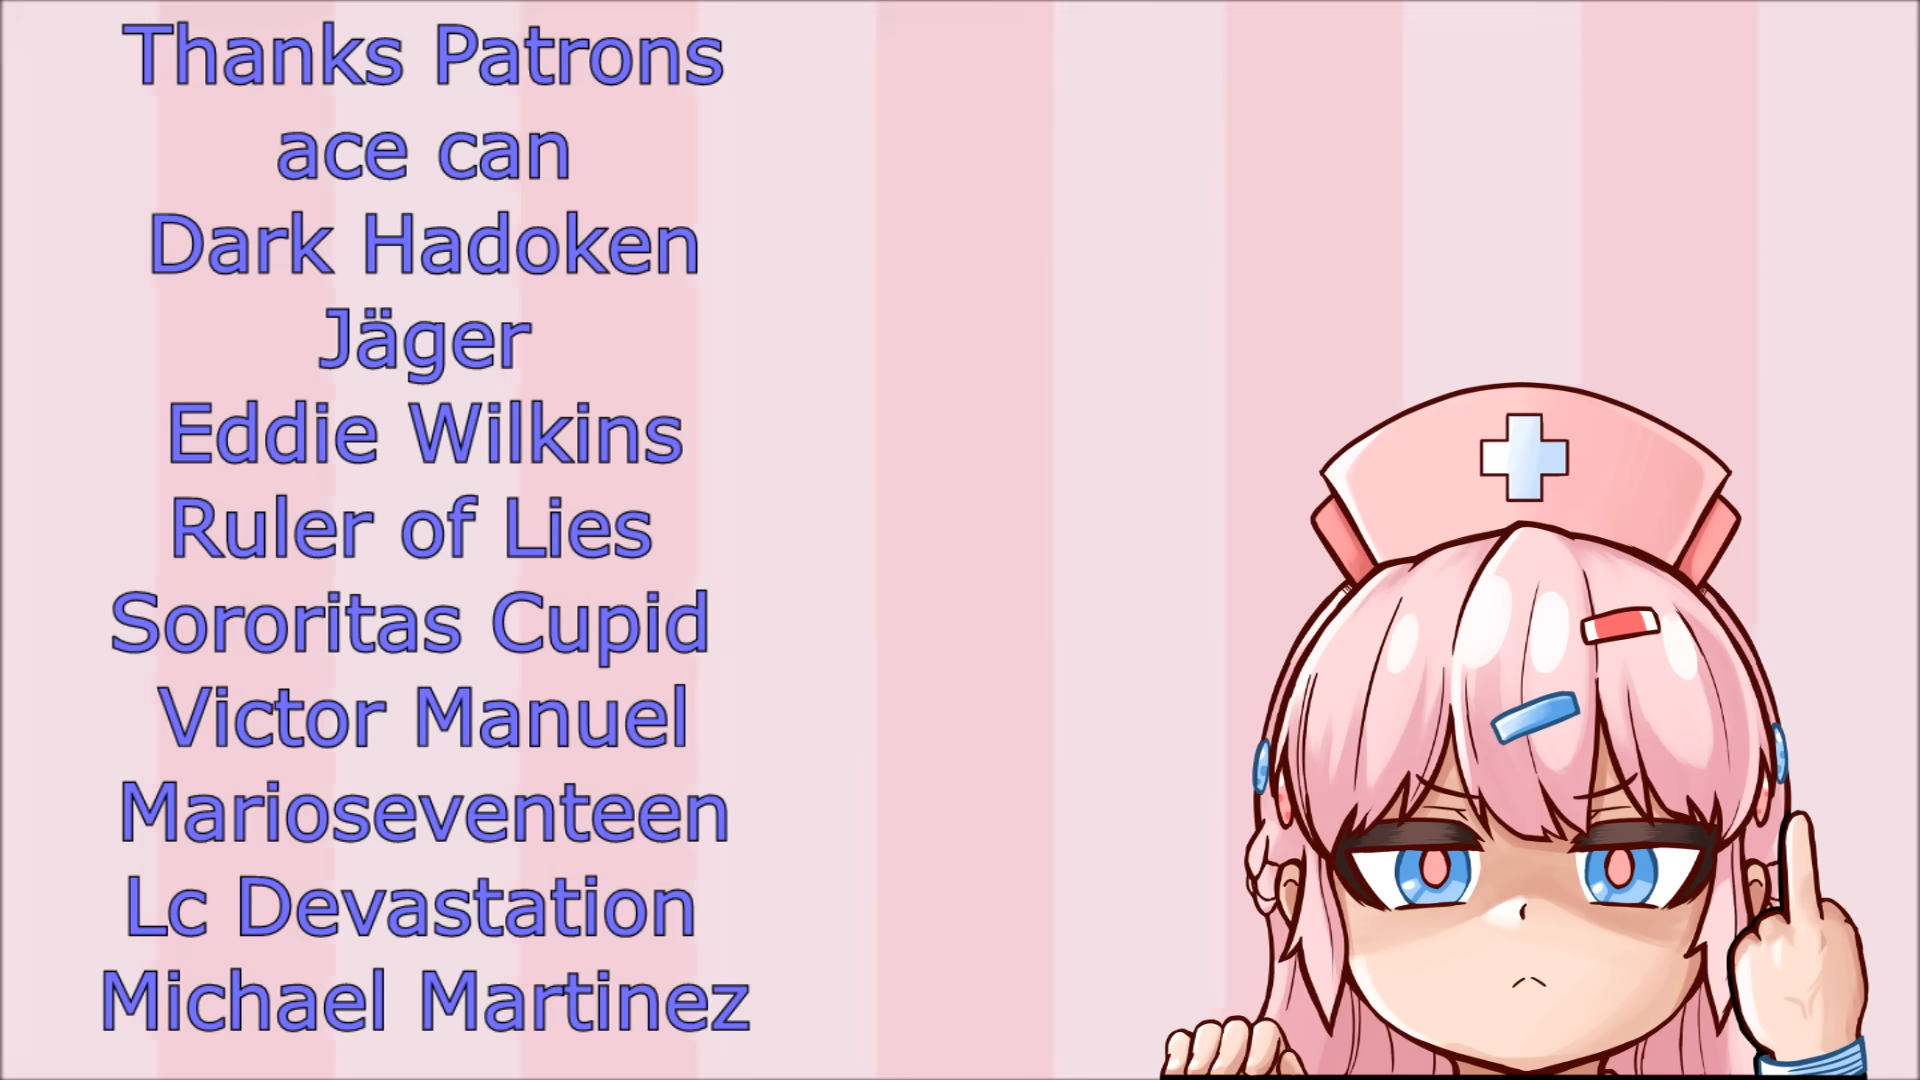 Thanks Patrons
ace can
Dark Hadoken
Jäger
Eddie Wilkins
Ruler of Lies
Sororitas Cupid
Victor Manuel
Marioseventeen
Lc Devastation
Michael Martinez